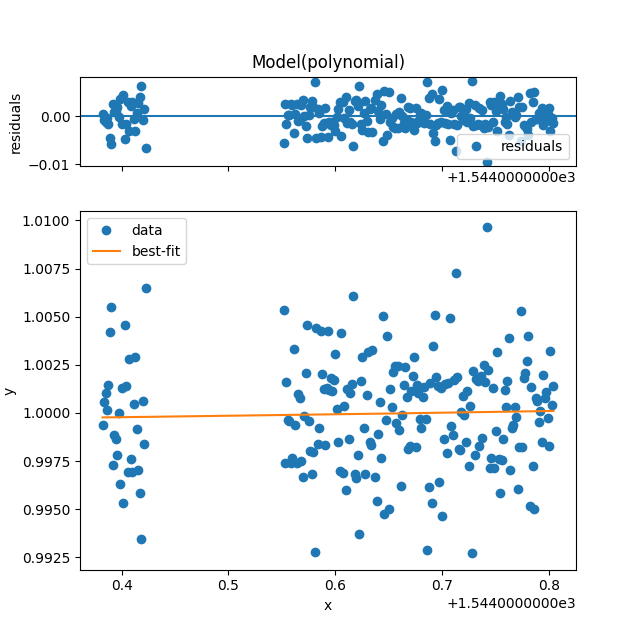 Model(polynomial)
0.00
−0.01
residuals
residuals
+1.5440000000e3
1.0100
1.0075
1.0050
1.0025
1.0000
0.9975
0.9950
0.9925
y
data
best-fit
0.4 0.5 0.6 0.7 0.8
x
+1.5440000000e3